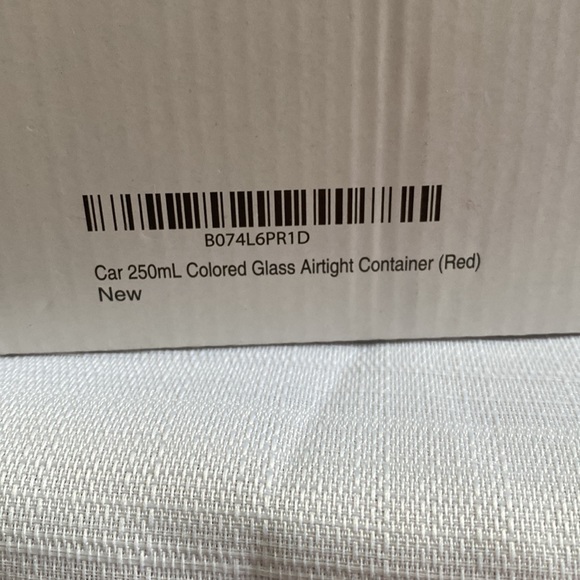 B074L6PR1D
Car 250mL Colored Glass Airtight Container (Red)
New